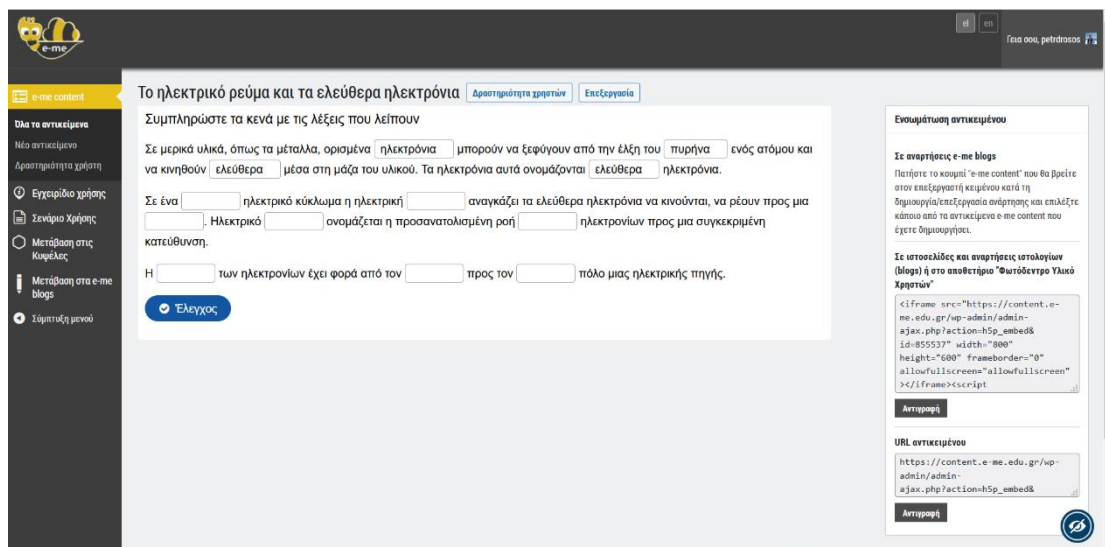 e-me
el en
Γεια σου, petrdrosos
e-me content
Όλα τα αντικείμενα
Νέο αντικείμενο
Δραστηριότητα χρήστη
Εγχειρίδιο χρήσης
Σενάριο Χρήσης
Μετάβαση στις
Κυψέλες
Μετάβαση στα e-me
blogs
Σύμπτυξη μενού
Το ηλεκτρικό ρεύμα και τα ελεύθερα ηλεκτρόνια Δραστηριότητα χρηστών Επεξεργασία
Συμπληρώστε τα κενά με τις λέξεις που λείπουν
Σε μερικά υλικά, όπως τα μέταλλα, ορισμένα ηλεκτρόνια μπορούν να ξεφύγουν από την έλξη του πυρήνα ενός ατόμου και
να κινηθούν ελεύθερα μέσα στη μάζα του υλικού. Τα ηλεκτρόνια αυτά ονομάζονται ελεύθερα ηλεκτρόνια.
Σε ένα ηλεκτρικό κύκλωμα η ηλεκτρική αναγκάζει τα ελεύθερα ηλεκτρόνια να κινούνται, να ρέουν προς μια
. Ηλεκτρικό ονομάζεται η προσανατολισμένη ροή ηλεκτρονίων προς μια συγκεκριμένη
κατεύθυνση.
Η των ηλεκτρονίων έχει φορά από τον προς τον πόλο μιας ηλεκτρικής πηγής.
Έλεγχος
Ενσωμάτωση αντικειμένου
Σε αναρτήσεις e-me blogs
Πατήστε το κουμπί "e-me content" που θα βρείτε
στον επεξεργαστή κειμένου κατά τη
δημιουργία/επεξεργασία ανάρτησης και επιλέξτε
κάποιο από τα αντικείμενα e-me content που
έχετε δημιουργήσει.
Σε ιστοσελίδες και αναρτήσεις ιστολογίων
(blogs) ή στο αποθετήριο "Φωτόδεντρο Υλικό
Χρηστών"
<iframe src="https://content.e-
me.edu.gr/wp-admin/admin-
ajax.php?action=h5p_embed&
id=855537" width="800"
height="600" frameborder="0"
allowfullscreen="allowfullscreen"
></iframe><script
Αντιγραφή
URL αντικειμένου
https://content.e-me.edu.gr/wp-
admin/admin-
ajax.php?action=h5p_embed&
Αντιγραφή